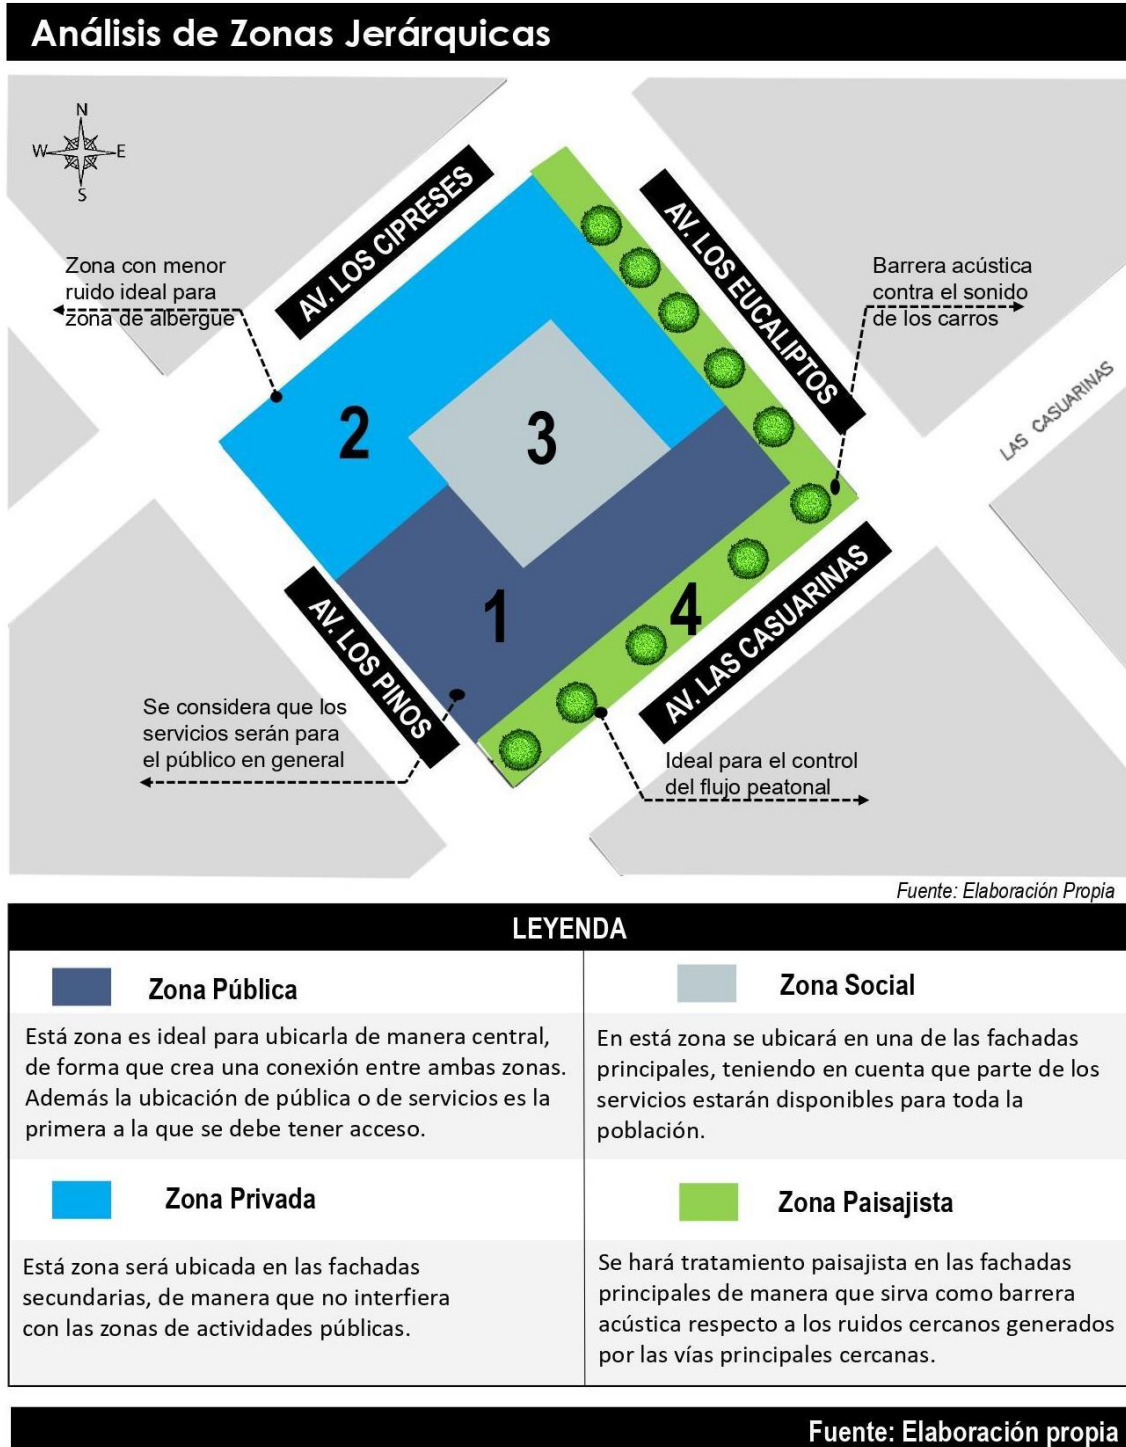 Análisis de Zonas Jerárquicas
N
W
E
S
AV. LOS CIPRESES
AV. LOS EUCALIPTOS
Zona con menor
ruido ideal para
zona de albergue
Barrera acústica
contra el sonido
de los carros
LAS CASUARINAS
2
3
1
4
AV. LOS PINOS
AV. LAS CASUARINAS
Se considera que los
servicios serán para
el público en general
Ideal para el control
del flujo peatonal
Fuente: Elaboración Propia
LEYENDA
Zona Pública
Está zona es ideal para ubicarla de manera central,
de forma que crea una conexión entre ambas zonas.
Además la ubicación de pública o de servicios es la
primera a la que se debe tener acceso.
Zona Social
En está zona se ubicará en una de las fachadas
principales, teniendo en cuenta que parte de los
servicios estarán disponibles para toda la
población.
Zona Privada
Está zona será ubicada en las fachadas
secundarias, de manera que no interfiera
con las zonas de actividades públicas.
Zona Paisajista
Se hará tratamiento paisajista en las fachadas
principales de manera que sirva como barrera
acústica respecto a los ruidos cercanos generados
por las vías principales cercanas.
Fuente: Elaboración propia